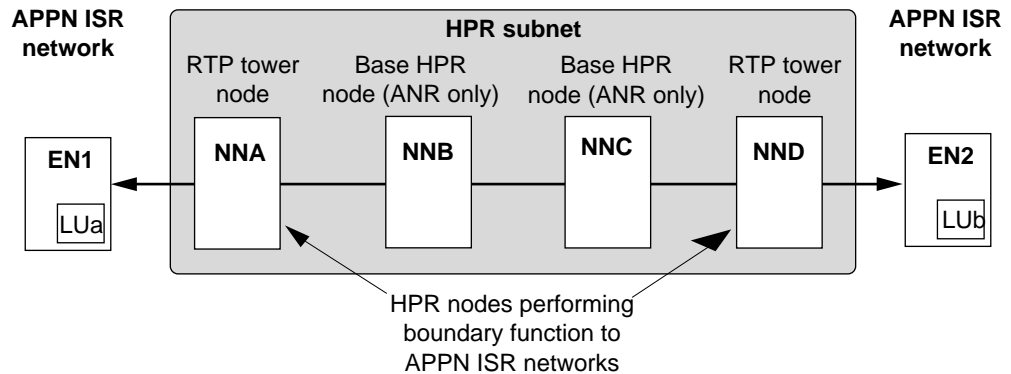 APPN ISR
network
HPR subnet
APPN ISR
network
RTP tower
node
Base HPR
node (ANR only)
Base HPR
node (ANR only)
RTP tower
node
EN1
LUa
NNA
NNB
NNC
NND
EN2
LUb
HPR nodes performing
boundary function to
APPN ISR networks